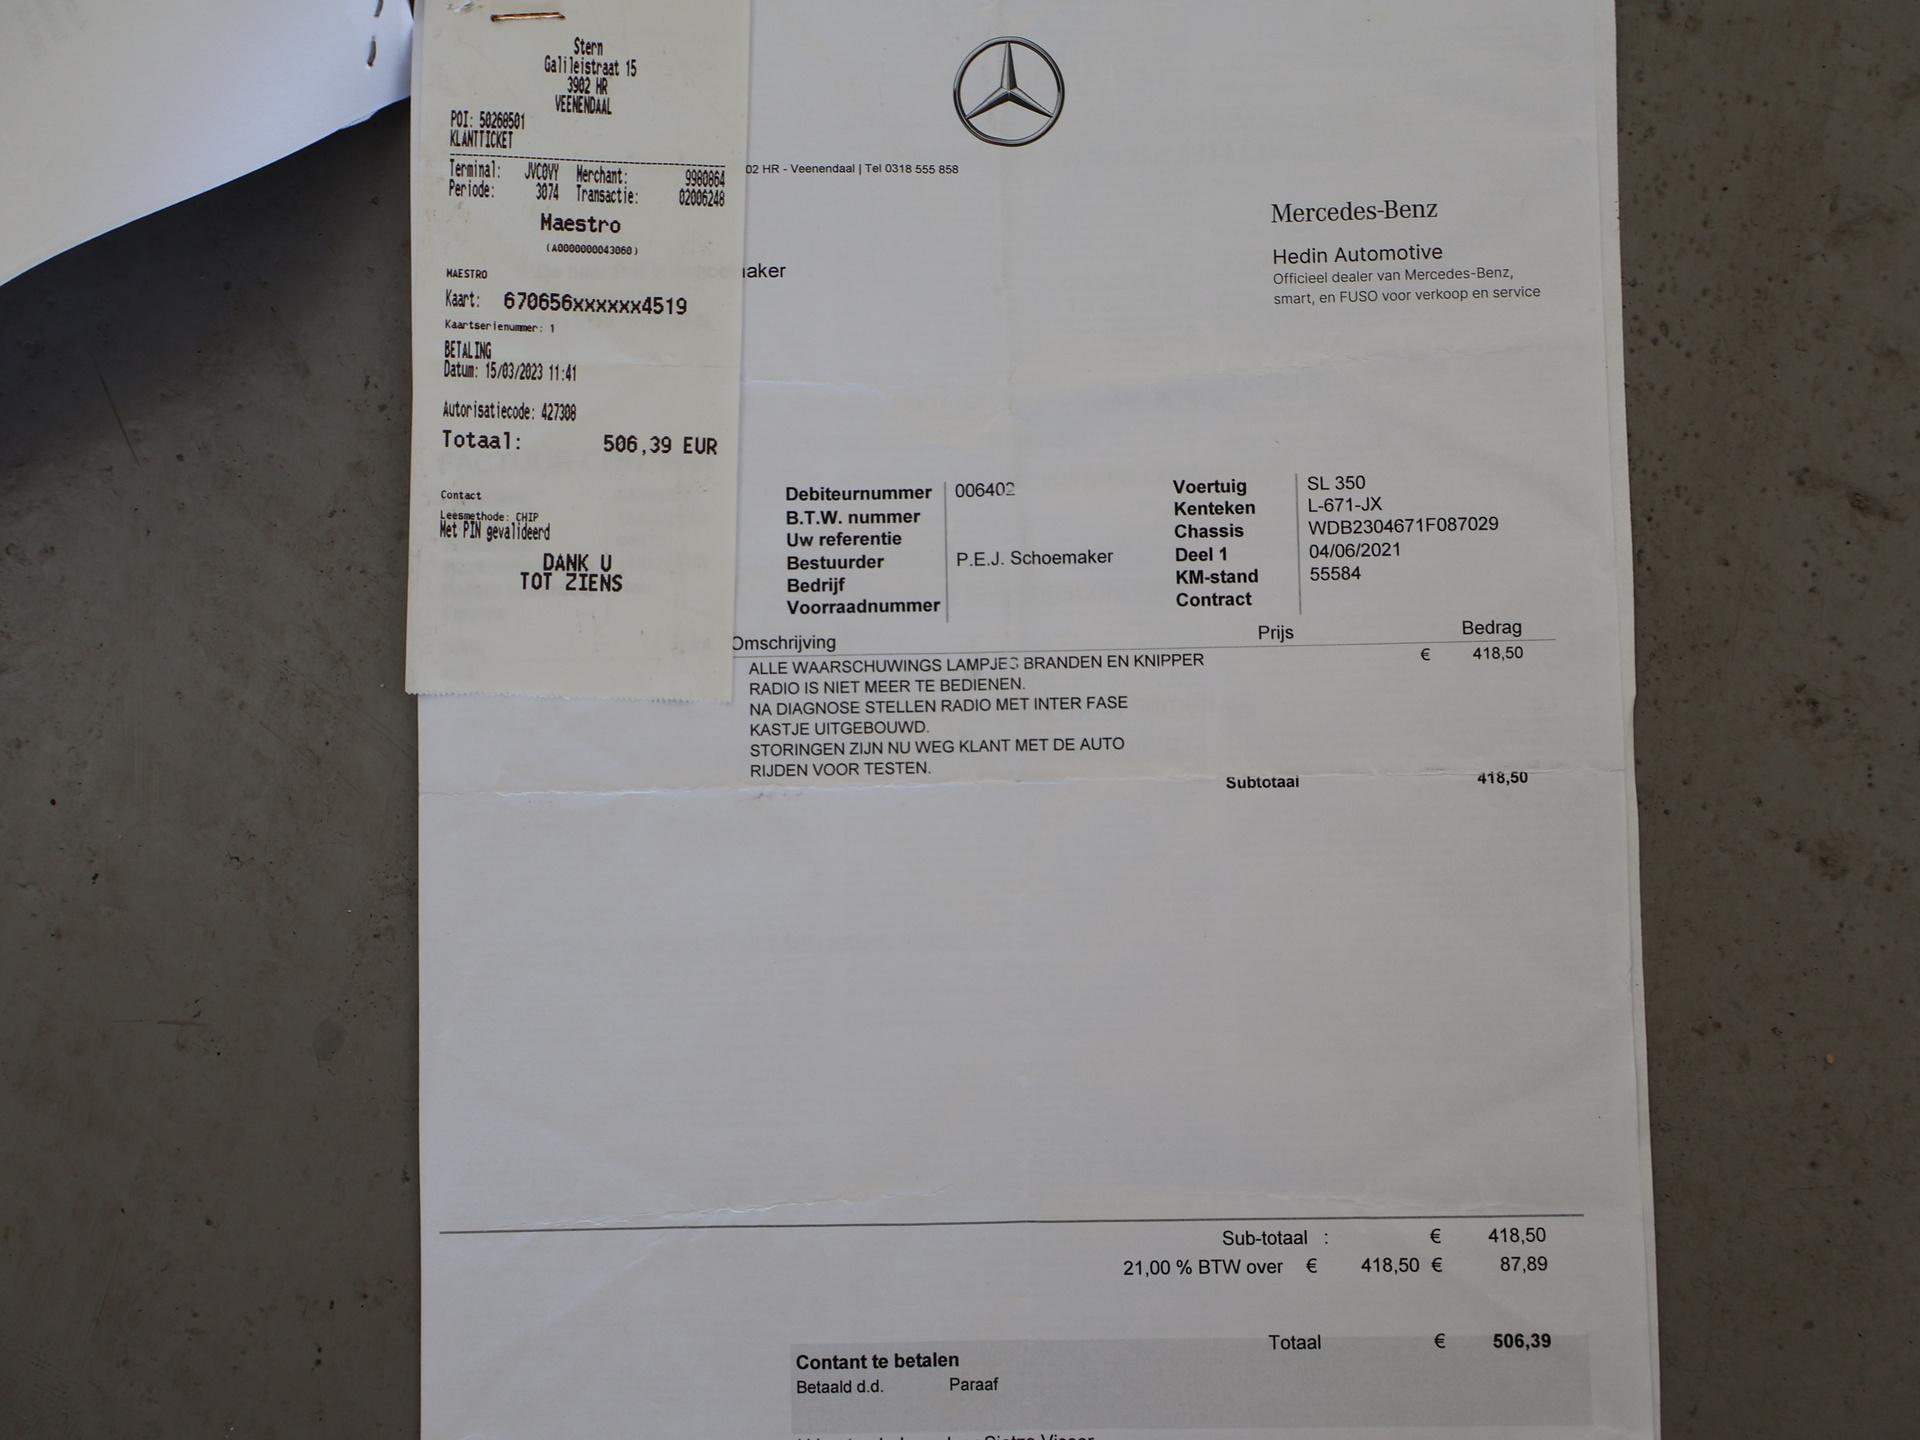 Stern
Galileistraat 15
3902 HR
VEENENDAAL
POI: 50268501
KLANTTICKET
Terminal: JVC0VY Merchant: 9980864
Periode: 3074 Transactie: 02006248
Maestro
(A0000000043060)
MAESTRO
Kaart: 670656xxxxxx4519
Kaartserienummer: 1
BETALING
Datum: 15/03/2023 11:41
Autorisatiecode: 427308
Totaal: 506,39 EUR
Contact
Leesmethode: CHIP
Met PIN gevalideerd
DANK U
TOT ZIENS
02 HR - Veenendaal | Tel 0318 555 858
aker
Mercedes-Benz
Hedin Automotive
Officieel dealer van Mercedes-Benz,
smart, en FUSO voor verkoop en service
Debiteurnummer 006402
B.T.W. nummer
Uw referentie
Bestuurder P.E.J. Schoemaker
Bedrijf
Voorraadnummer
Voertuig SL 350
Kenteken L-671-JX
Chassis WDB2304671F087029
Deel 1 04/06/2021
KM-stand 55584
Contract
Omschrijving Prijs Bedrag
ALLE WAARSCHUWINGS LAMPJES BRANDEN EN KNIPPER € 418,50
RADIO IS NIET MEER TE BEDIENEN.
NA DIAGNOSE STELLEN RADIO MET INTER FASE
KASTJE UITGEBOUWD.
STORINGEN ZIJN NU WEG KLANT MET DE AUTO
RIJDEN VOOR TESTEN.
Subtotaal 418,50
Sub-totaal : € 418,50
21,00 % BTW over € 418,50 € 87,89
Totaal € 506,39
Contant te betalen
Betaald d.d. Paraaf